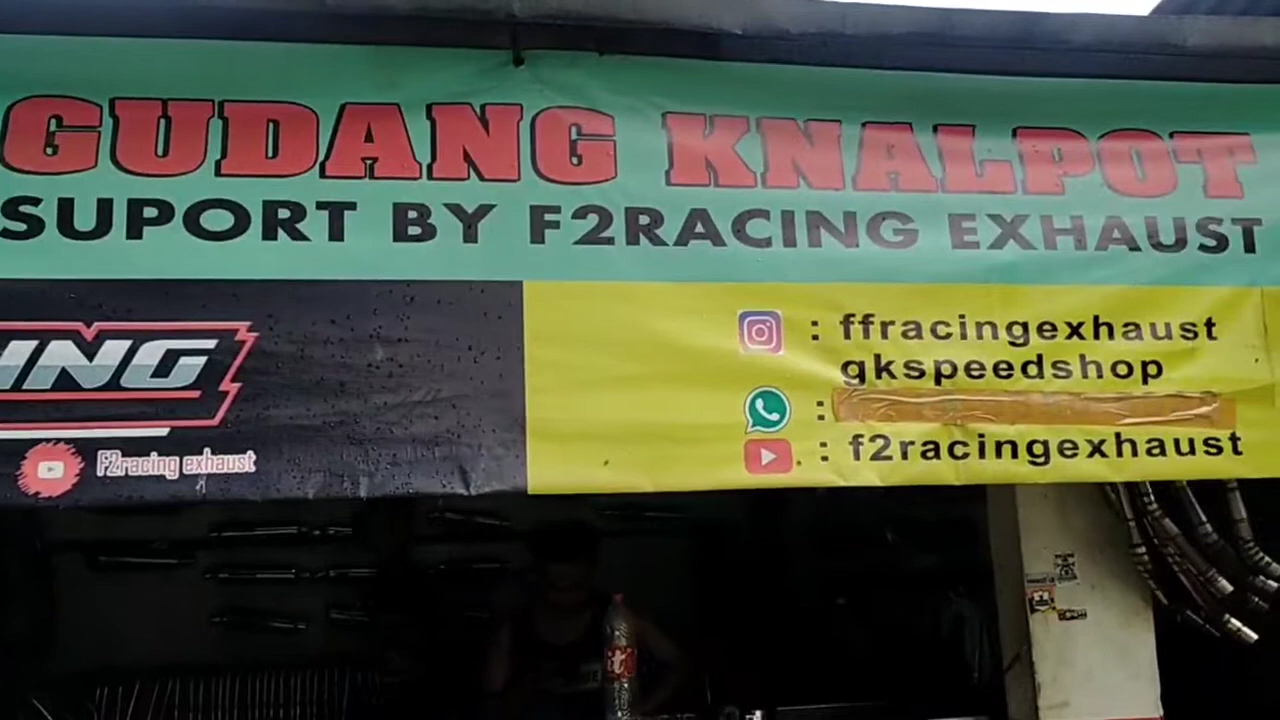 GUDANG KNALPOT
SUPORT BY F2RACING EXHAUST
ING
F2racing exhaust
: ffracingexhaust
gkspeedshop
:
: f2racingexhaust